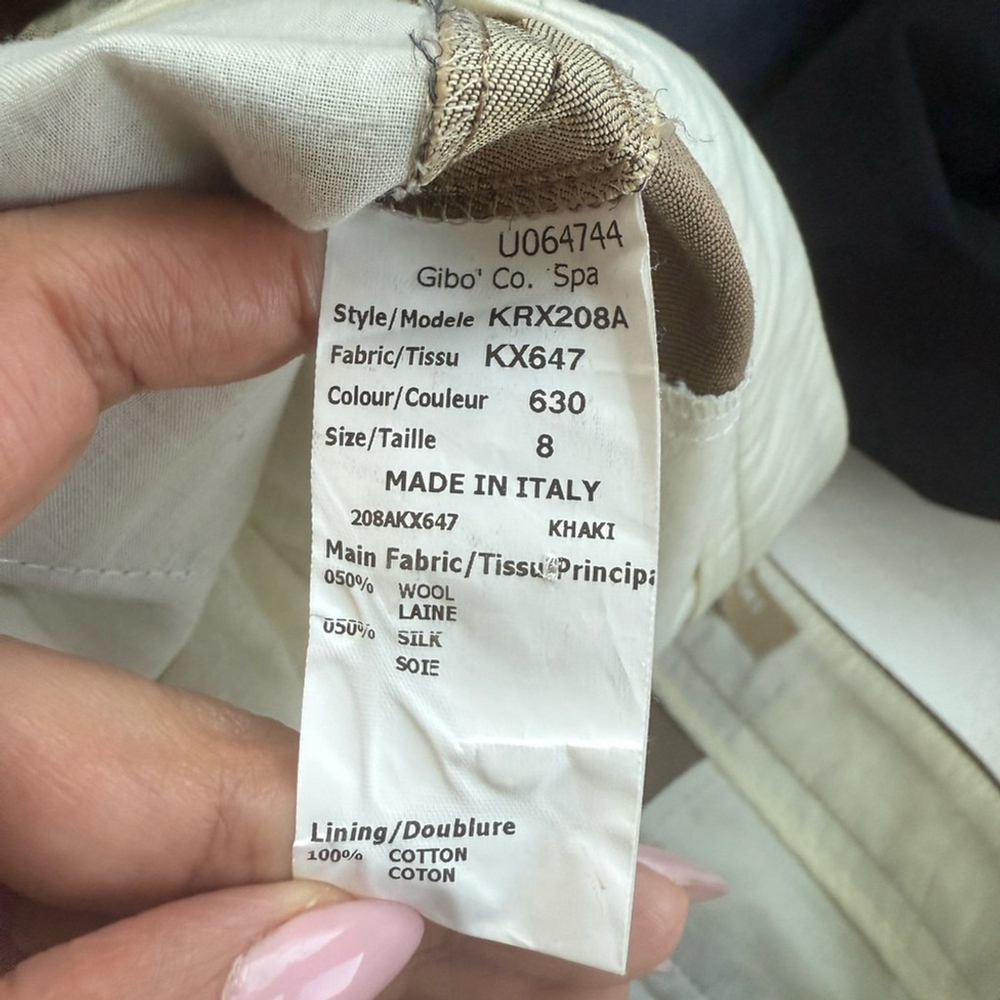 U064744
Gibo' Co. Spa
Style/Modele KRX208A
Fabric/Tissu KX647
Colour/Couleur 630
Size/Taille 8
MADE IN ITALY
208AKX647 KHAKI
Main Fabric/Tissu Principa
050% WOOL
LAINE
050% SILK
SOIE
Lining/Doublure
100% COTTON
COTON